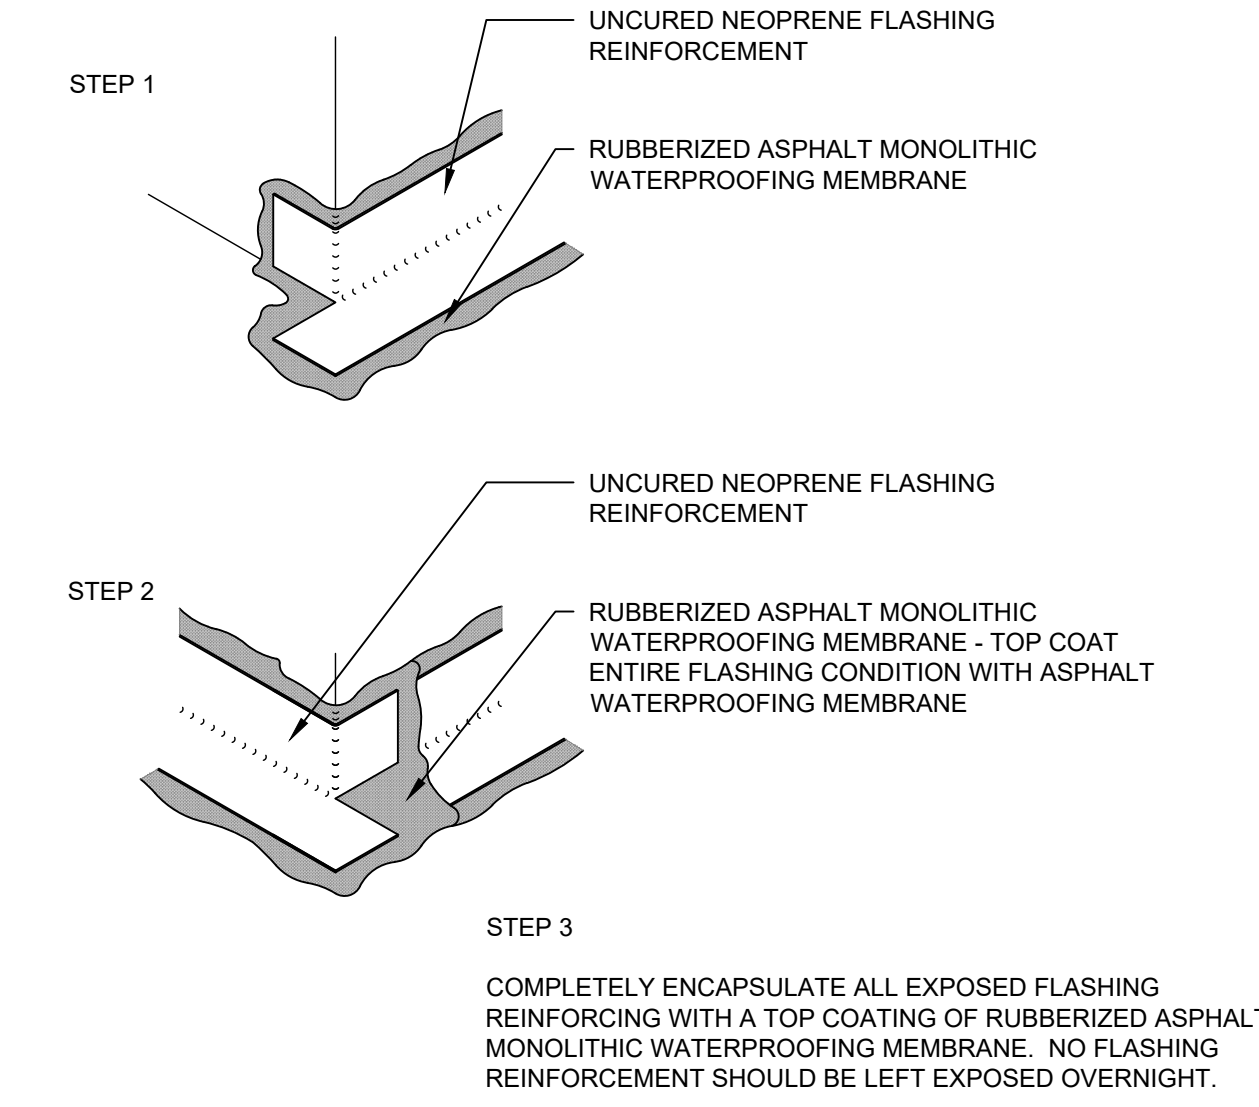 UNCURED NEOPRENE FLASHING
REINFORCEMENT
STEP 1
RUBBERIZED ASPHALT MONOLITHIC
WATERPROOFING MEMBRANE
UNCURED NEOPRENE FLASHING
REINFORCEMENT
STEP 2
RUBBERIZED ASPHALT MONOLITHIC
WATERPROOFING MEMBRANE - TOP COAT
ENTIRE FLASHING CONDITION WITH ASPHALT
WATERPROOFING MEMBRANE
STEP 3
COMPLETELY ENCAPSULATE ALL EXPOSED FLASHING
REINFORCING WITH A TOP COATING OF RUBBERIZED ASPHALT
MONOLITHIC WATERPROOFING MEMBRANE. NO FLASHING
REINFORCEMENT SHOULD BE LEFT EXPOSED OVERNIGHT.